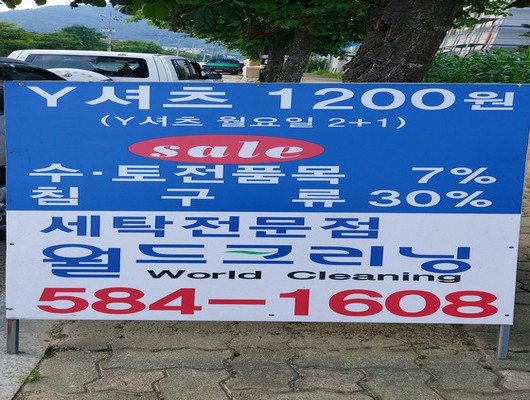 Y셔츠 1200원
(Y셔츠 월요일 2+1)
sale
수·토전품목 7%
침구류 30%
세탁전문점
월드크리닝
World Cleaning
584-1608